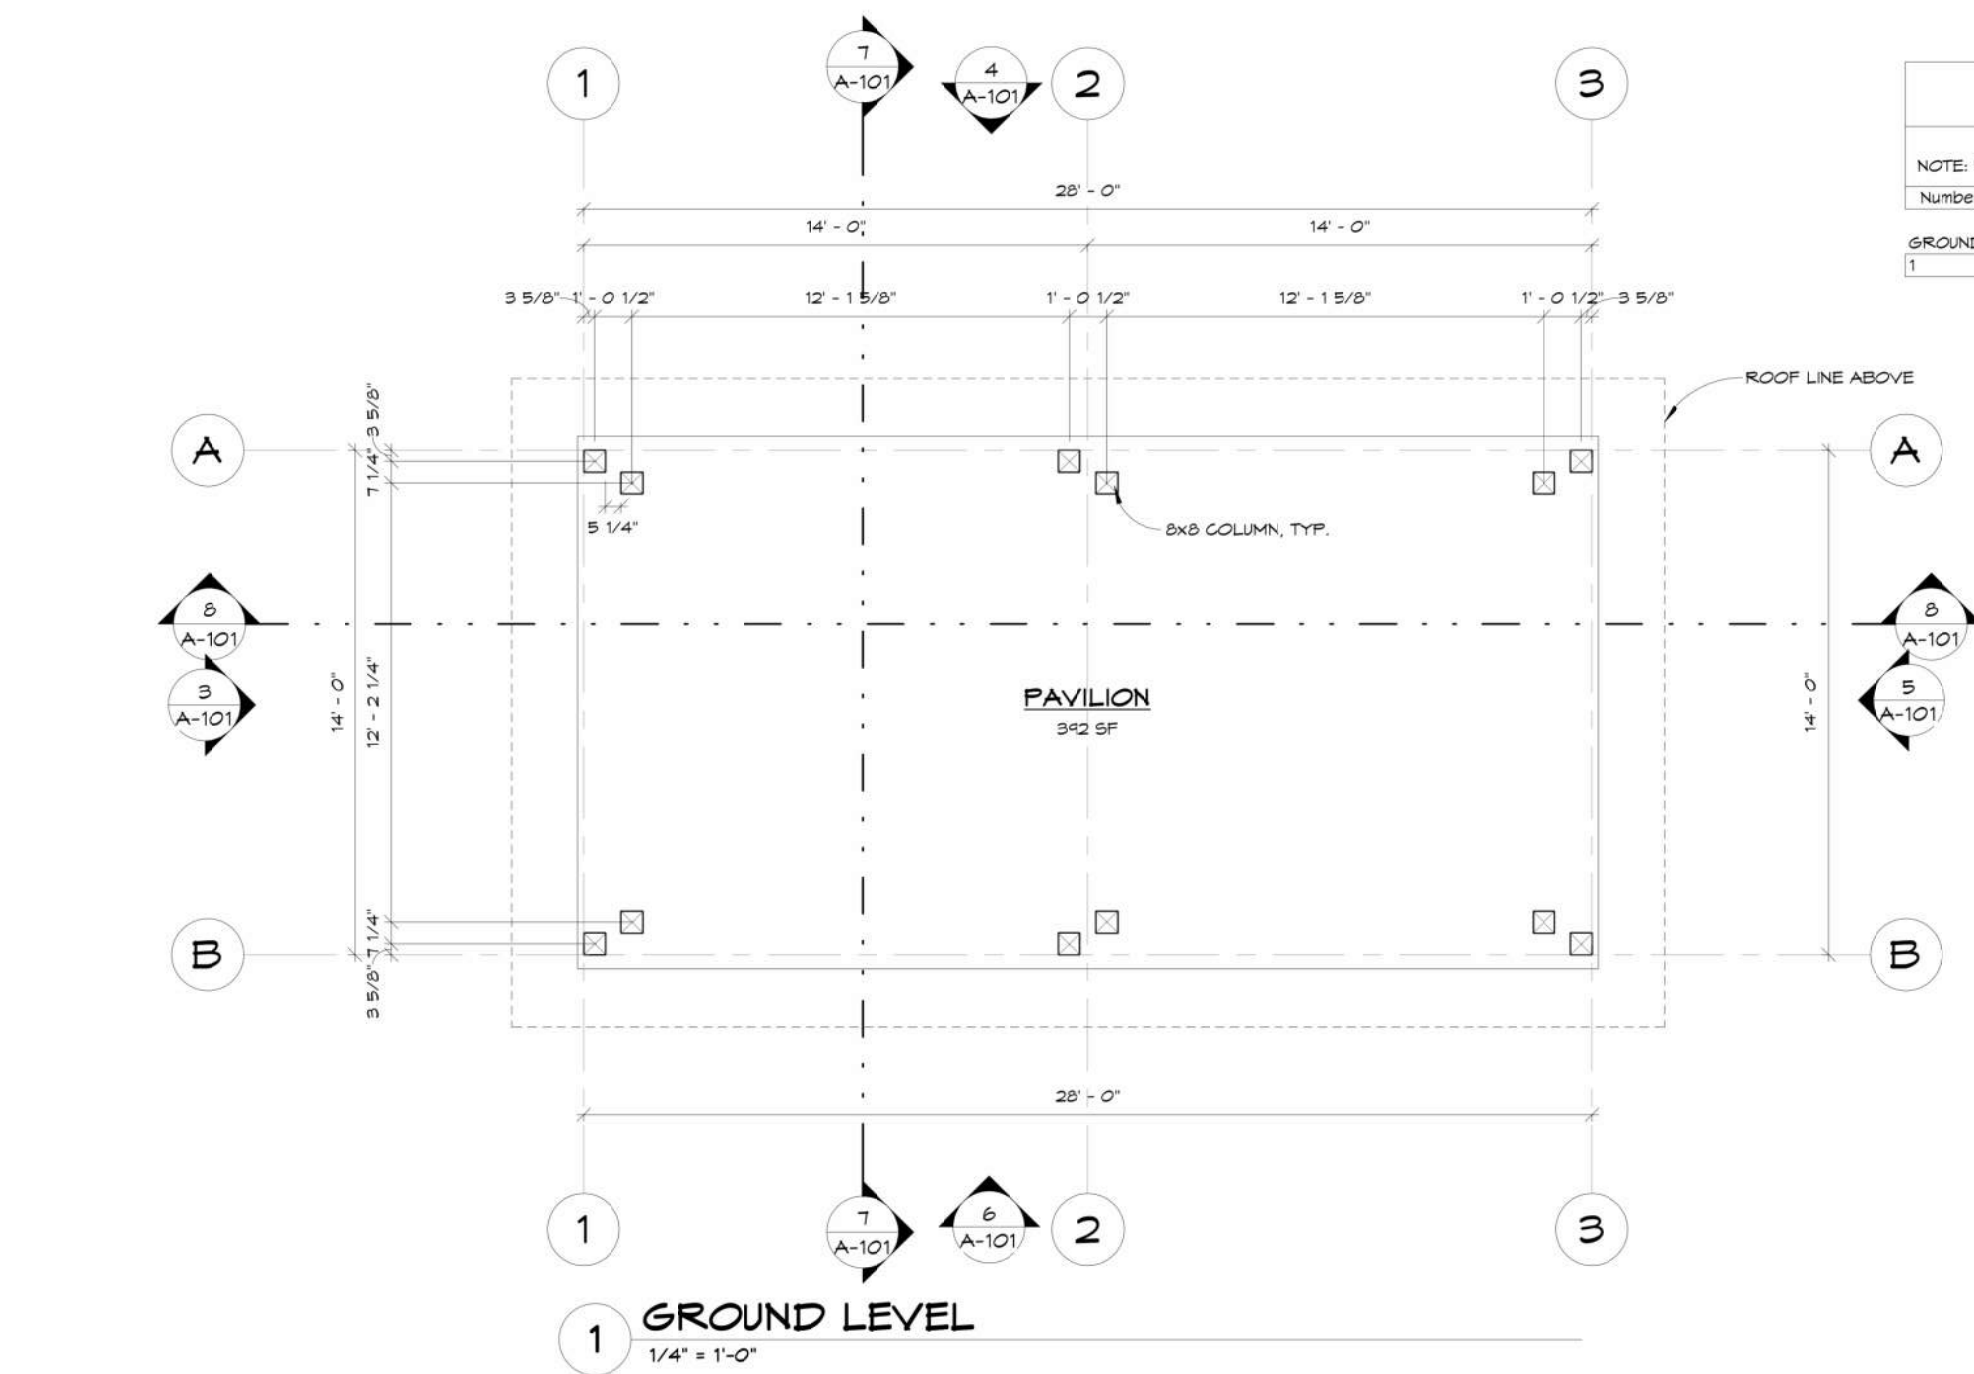 1
7
A-101
4
A-101
2
3
NOTE:
Numbe
GROUND
1
28' - 0"
14' - 0"
14' - 0"
3 5/8"
1' - 0 1/2"
12' - 1 5/8"
1' - 0 1/2"
12' - 1 5/8"
1' - 0 1/2"
3 5/8"
ROOF LINE ABOVE
A
3 5/8"
7 1/4"
A
5 1/4"
8x8 COLUMN, TYP.
8
A-101
8
A-101
3
A-101
14' - 0"
12' - 2 1/4"
PAVILION
392 SF
14' - 0"
5
A-101
B
7 1/4"
3 5/8"
B
28' - 0"
1
7
A-101
6
A-101
2
3
1
GROUND LEVEL
1/4" = 1'-0"